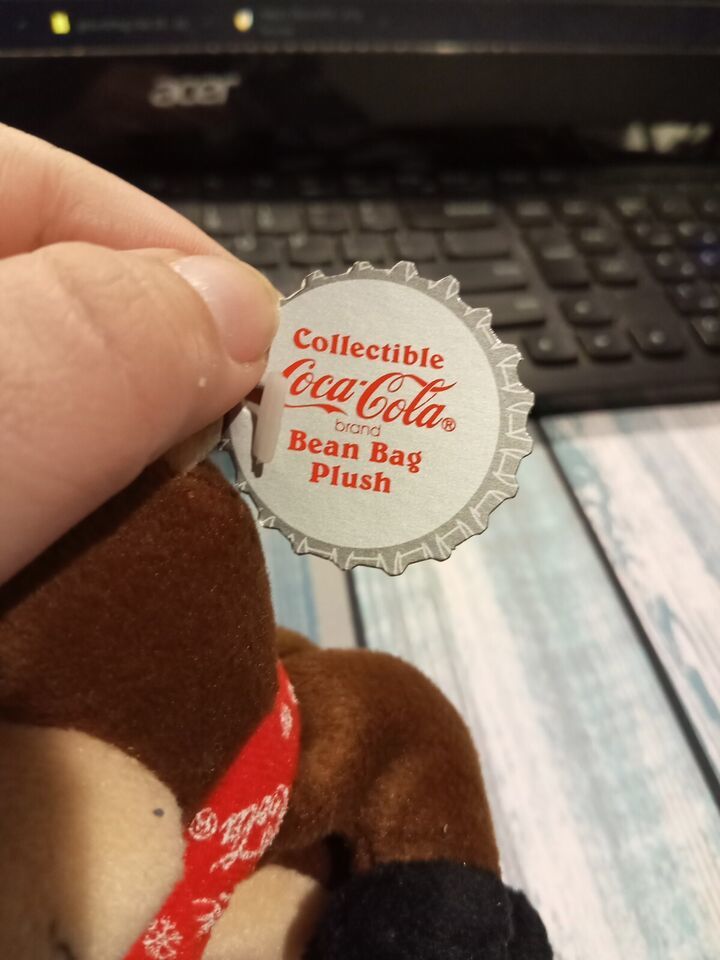 acer
Collectible
Coca-Cola®
brand
Bean Bag
Plush